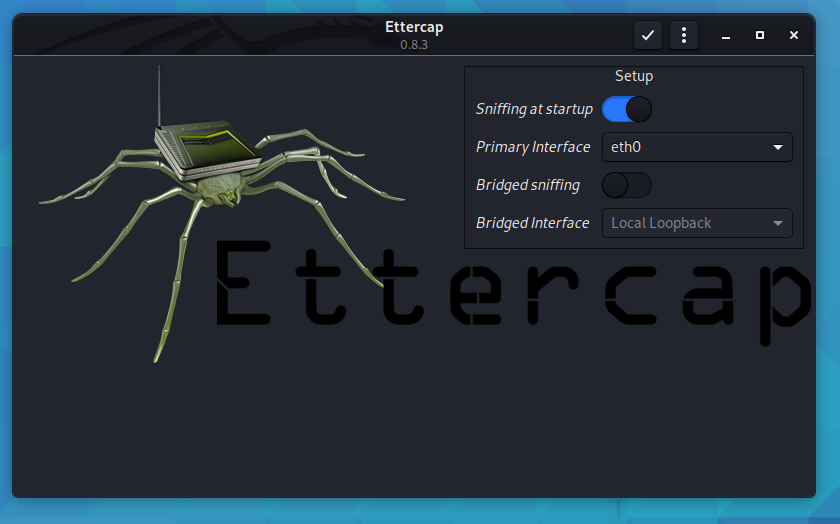 Ettercap
0.8.3
Setup
Sniffing at startup
Primary Interface eth0
Bridged sniffing
Bridged Interface Local Loopback
Ettercap